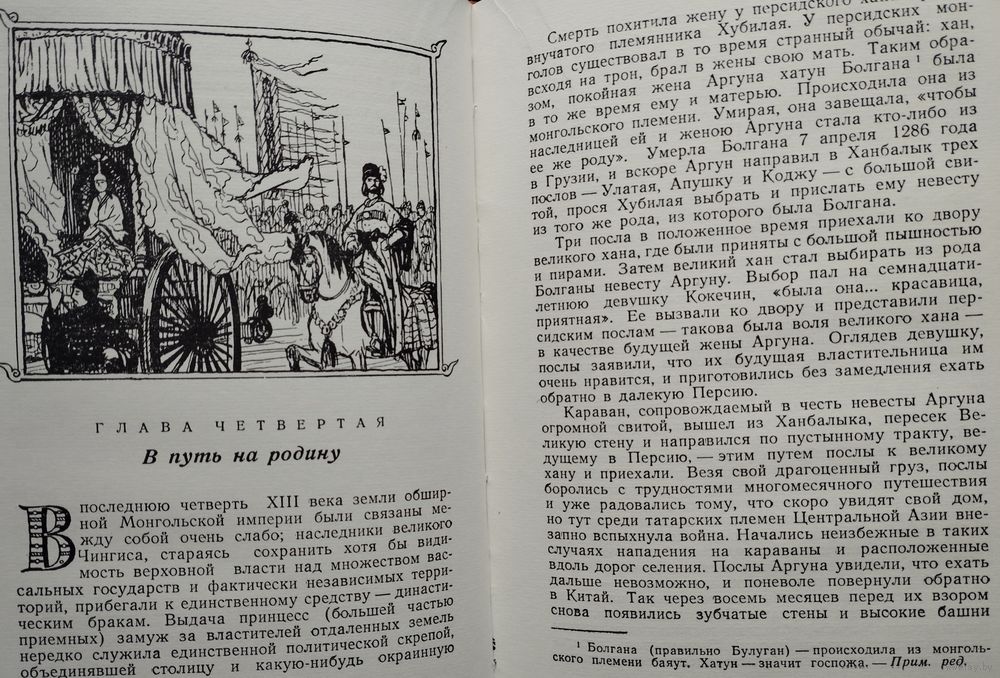 ГЛАВА ЧЕТВЕРТАЯ
В путь на родину
В последнюю четверть XIII века земли обшир-
ной Монгольской империи были связаны ме-
жду собой очень слабо; наследники великого
Чингиса, стараясь сохранить хотя бы види-
мость верховной власти над множеством вас-
сальных государств и фактически независимых терри-
торий, прибегали к единственному средству — династи-
ческим бракам. Выдача принцесс (большей частью
приемных) замуж за властителей отдаленных земель
нередко служила единственной политической скрепой,
объединявшей столицу и какую-нибудь окраинную
Смерть похитила жену у персидского хана
внучатого племянника Хубилая. У персидских мон-
голов существовал в то время странный обычай: хан,
всходя на трон, брал в жены свою мать. Таким обра-
зом, покойная жена Аргуна хатун Болгана ¹ была
в то же время ему и матерью. Происходила она из
монгольского племени. Умирая, она завещала, «чтобы
наследницей ей и женою Аргуна стала кто-либо из
ее же роду». Умерла Болгана 7 апреля 1286 года
в Грузии, и вскоре Аргун направил в Ханбалык трех
послов — Улатая, Апушку и Коджу — с большой сви-
той, прося Хубилая выбрать и прислать ему невесту
из того же рода, из которого была Болгана.
Три посла в положенное время приехали ко двору
великого хана, где были приняты с большой пышностью
и пирами. Затем великий хан стал выбирать из рода
Болганы невесту Аргуну. Выбор пал на семнадцати-
летнюю девушку Кокечин, «была она... красавица,
приятная». Ее вызвали ко двору и представили пер-
сидским послам — такова была воля великого хана —
в качестве будущей жены Аргуна. Оглядев девушку,
послы заявили, что их будущая властительница им
очень нравится, и приготовились без замедления ехать
обратно в далекую Персию.
Караван, сопровождаемый в честь невесты Аргуна
огромной свитой, вышел из Ханбалыка, пересек Ве-
ликую стену и направился по пустынному тракту, ве-
дущему в Персию, — этим путем послы к великому
хану и приехали. Везя свой драгоценный груз, послы
боролись с трудностями многомесячного путешествия
и уже радовались тому, что скоро увидят свой дом,
но тут среди татарских племен Центральной Азии вне-
запно вспыхнула война. Начались неизбежные в таких
случаях нападения на караваны и расположенные
вдоль дорог селения. Послы Аргуна увидели, что ехать
дальше невозможно, и поневоле повернули обратно
в Китай. Так через восемь месяцев перед их взором
снова появились зубчатые стены и высокие башни
¹ Болгана (правильно Булуган) — происходила из монголь-
ского племени баяут. Хатун — значит госпожа. — Прим. ред.